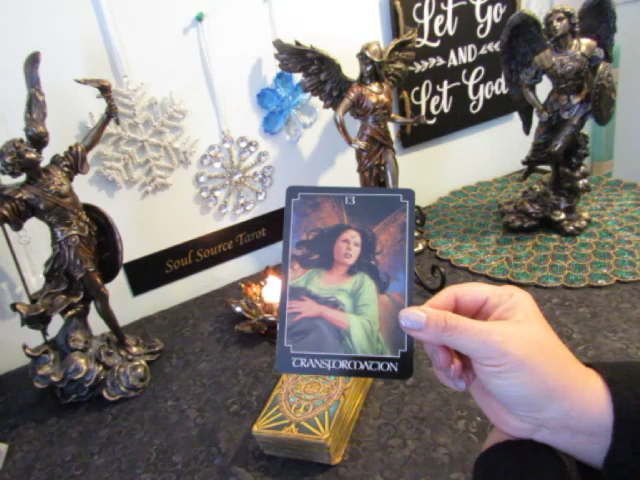 Let Go
AND
Let God
Soul Source Tarot
13
TRANSFORMATION